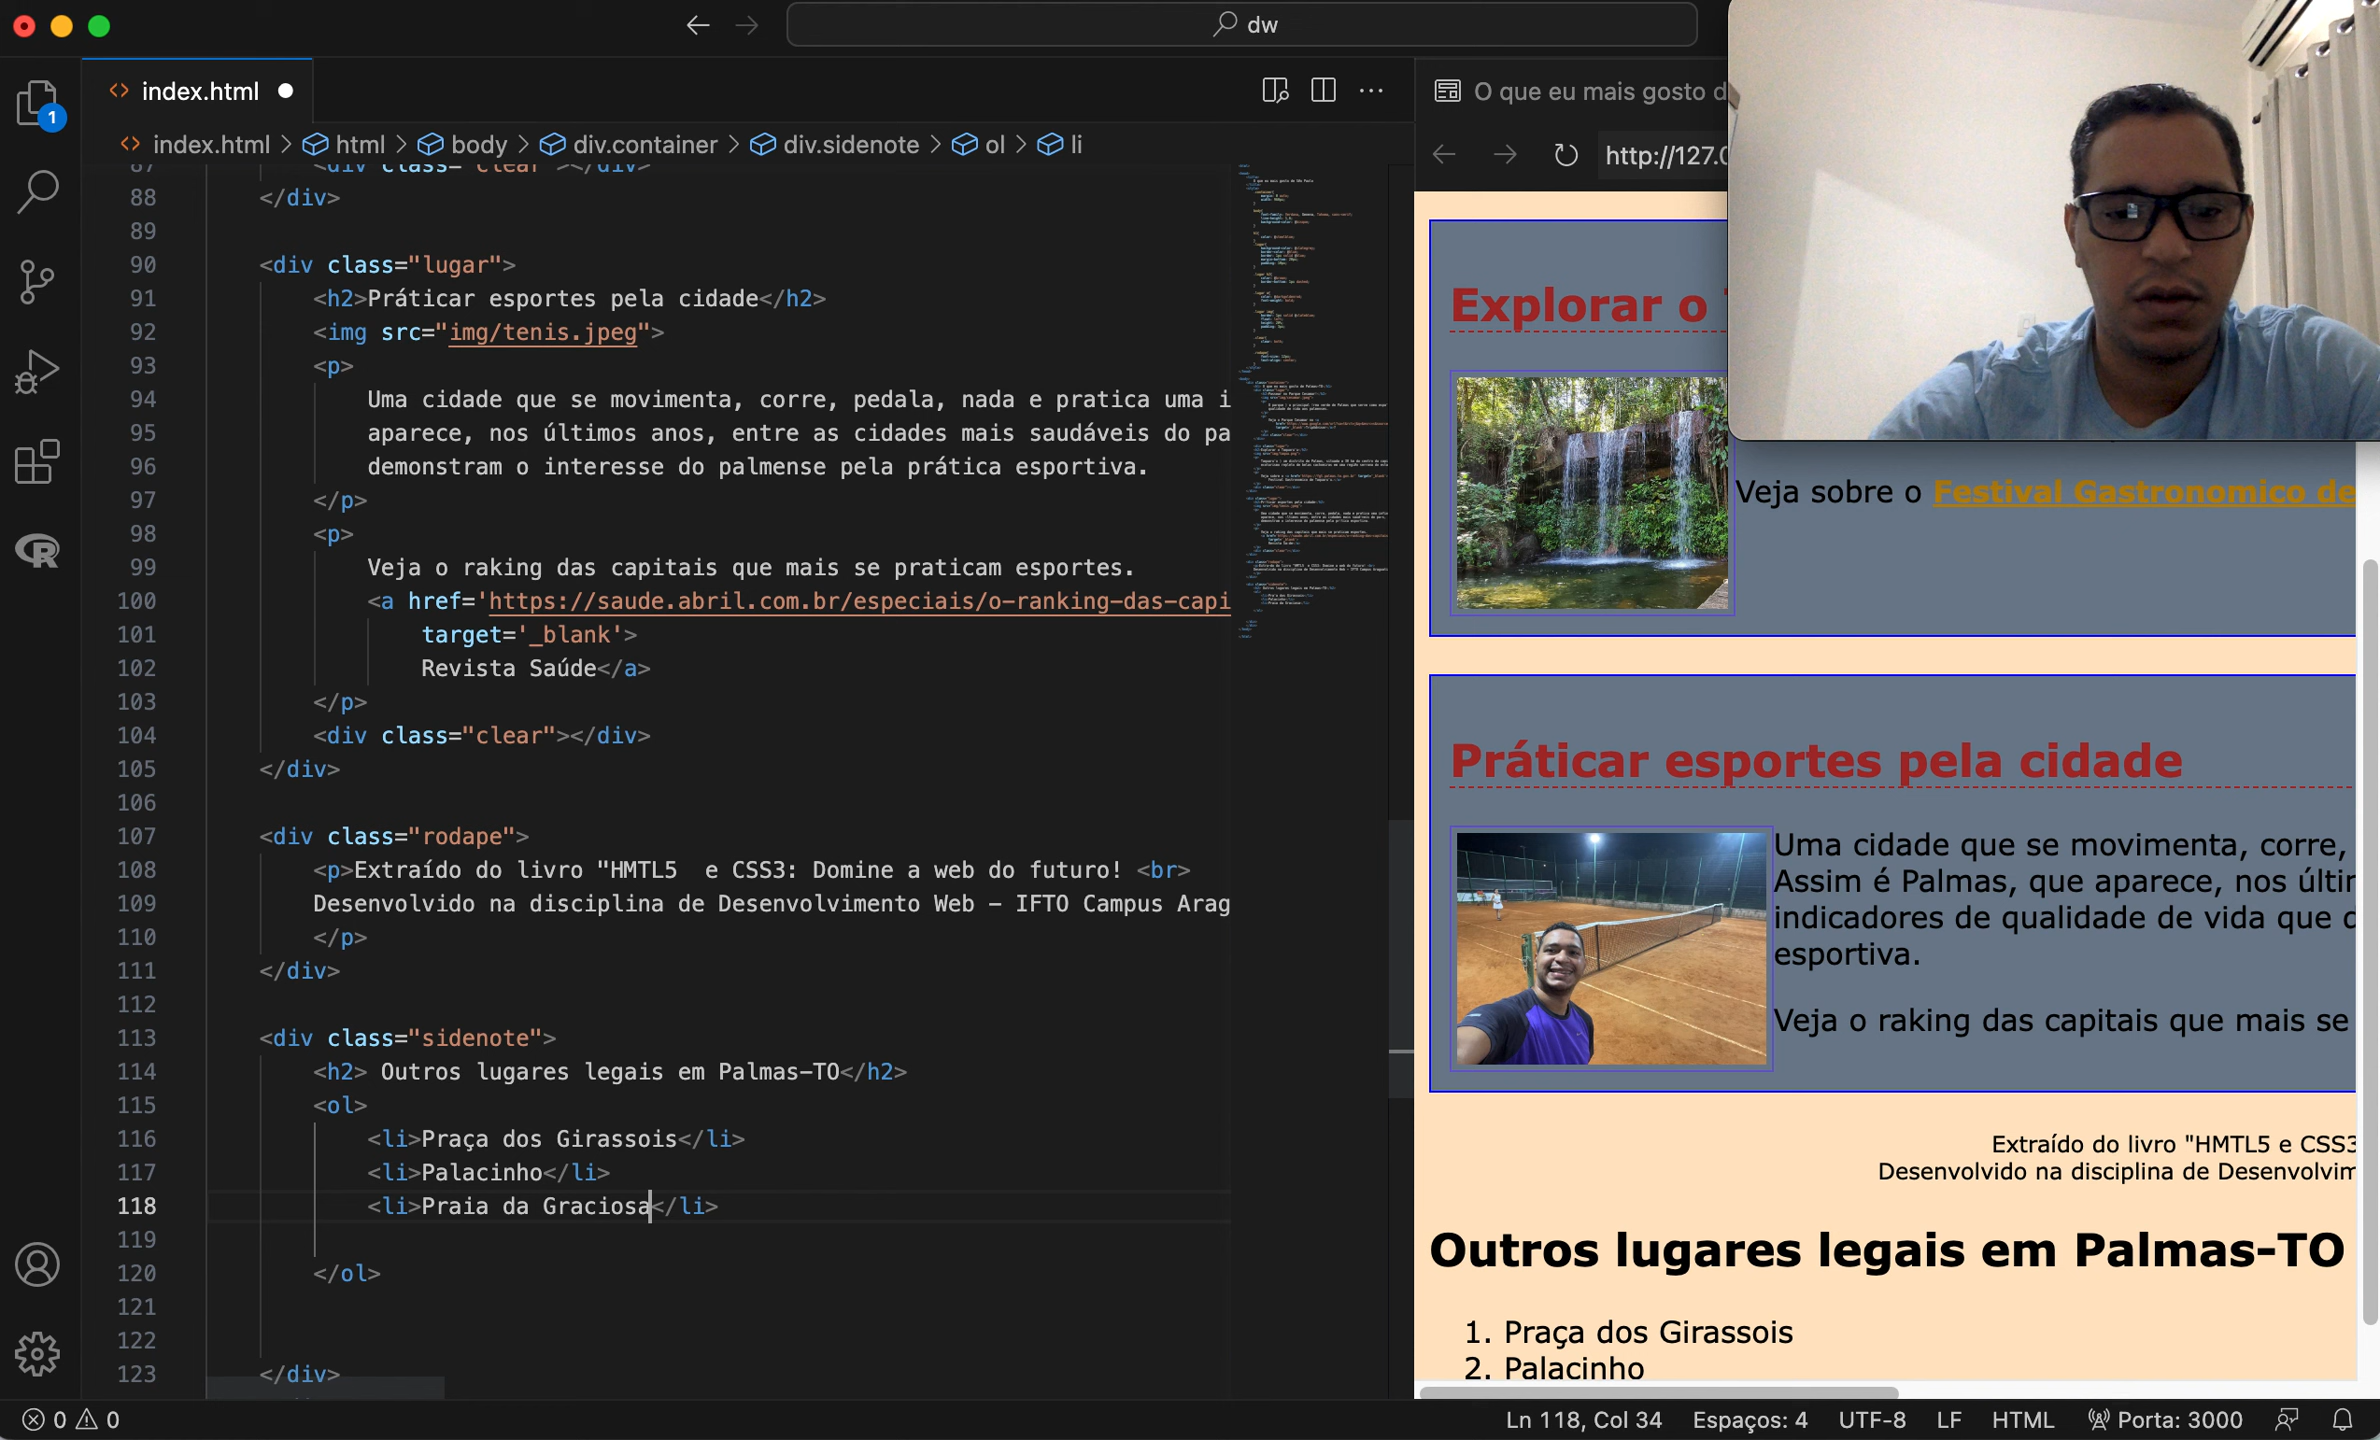 dw
index.html
O que eu mais gosto d
index.html > html > body > div.container > div.sidenote > ol > li
http://127.0
1
87 <div class="clear"></div>
88 </div>
89
90 <div class="lugar">
91 <h2>Práticar esportes pela cidade</h2>
92 <img src="img/tenis.jpeg">
93 <p>
94 Uma cidade que se movimenta, corre, pedala, nada e pratica uma i
95 aparece, nos últimos anos, entre as cidades mais saudáveis do pa
96 demonstram o interesse do palmense pela prática esportiva.
97 </p>
98 <p>
99 Veja o raking das capitais que mais se praticam esportes.
100 <a href='https://saude.abril.com.br/especiais/o-ranking-das-capi
101 target='_blank'>
102 Revista Saúde</a>
103 </p>
104 <div class="clear"></div>
105 </div>
106
107 <div class="rodape">
108 <p>Extraído do livro "HMTL5  e CSS3: Domine a web do futuro! <br>
109 Desenvolvido na disciplina de Desenvolvimento Web – IFTO Campus Arag
110 </p>
111 </div>
112
113 <div class="sidenote">
114 <h2> Outros lugares legais em Palmas–TO</h2>
115 <ol>
116 <li>Praça dos Girassois</li>
117 <li>Palacinho</li>
118 <li>Praia da Graciosa</li>
119
120 </ol>
121
122
123 </div>
Explorar o
Veja sobre o Festival Gastronomico de
Práticar esportes pela cidade
Uma cidade que se movimenta, corre,
Assim é Palmas, que aparece, nos últir
indicadores de qualidade de vida que
esportiva.
Veja o raking das capitais que mais se
Extraído do livro "HMTL5 e CSS3
Desenvolvido na disciplina de Desenvolvim
Outros lugares legais em Palmas-TO
1. Praça dos Girassois
2. Palacinho
0 0 Ln 118, Col 34 Espaços: 4 UTF-8 LF HTML Porta: 3000